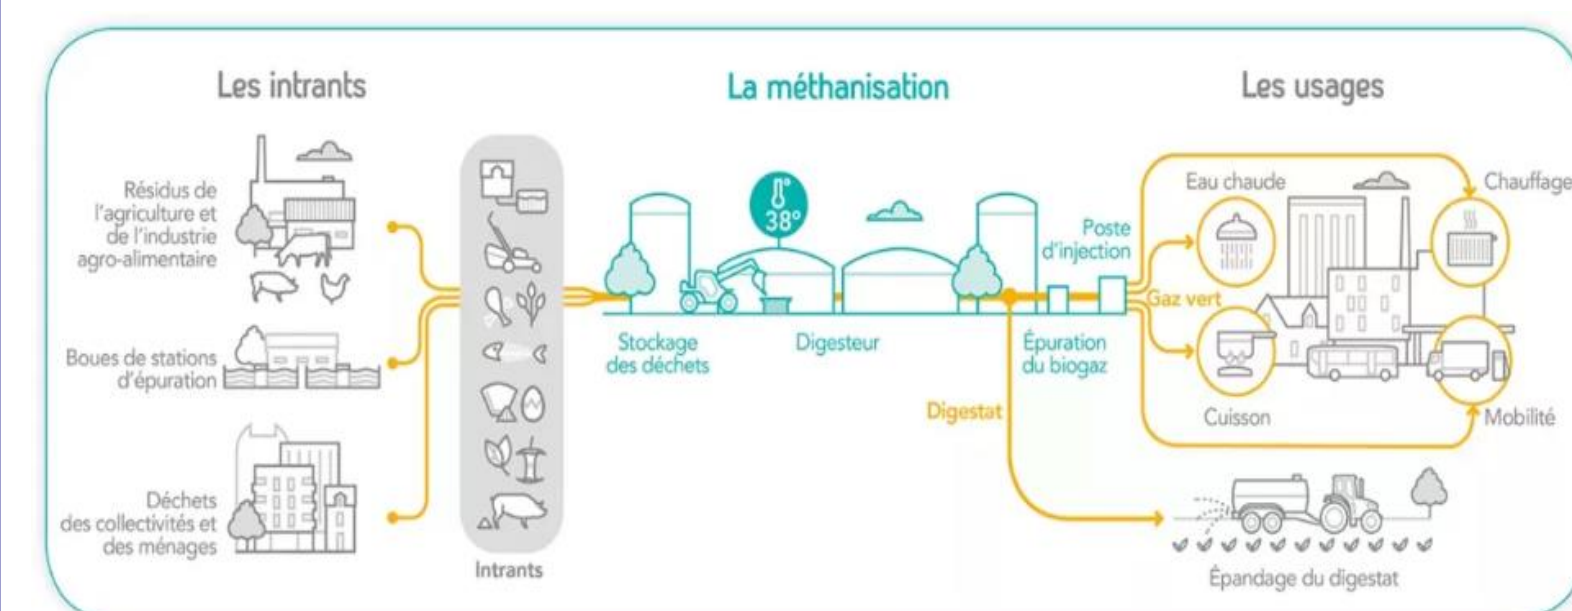 Les intrants
Résidus de
l'agriculture et
de l'industrie
agro-alimentaire
Boues de stations
d'épuration
Déchets
des collectivités et
des ménages
Intrants
La méthanisation
38°
Stockage
des déchets
Digesteur
Poste
d'injection
Épuration
du biogaz
Digestat
Les usages
Eau chaude
Chauffage
Gaz vert
Cuisson
Mobilité
Épandage du digestat